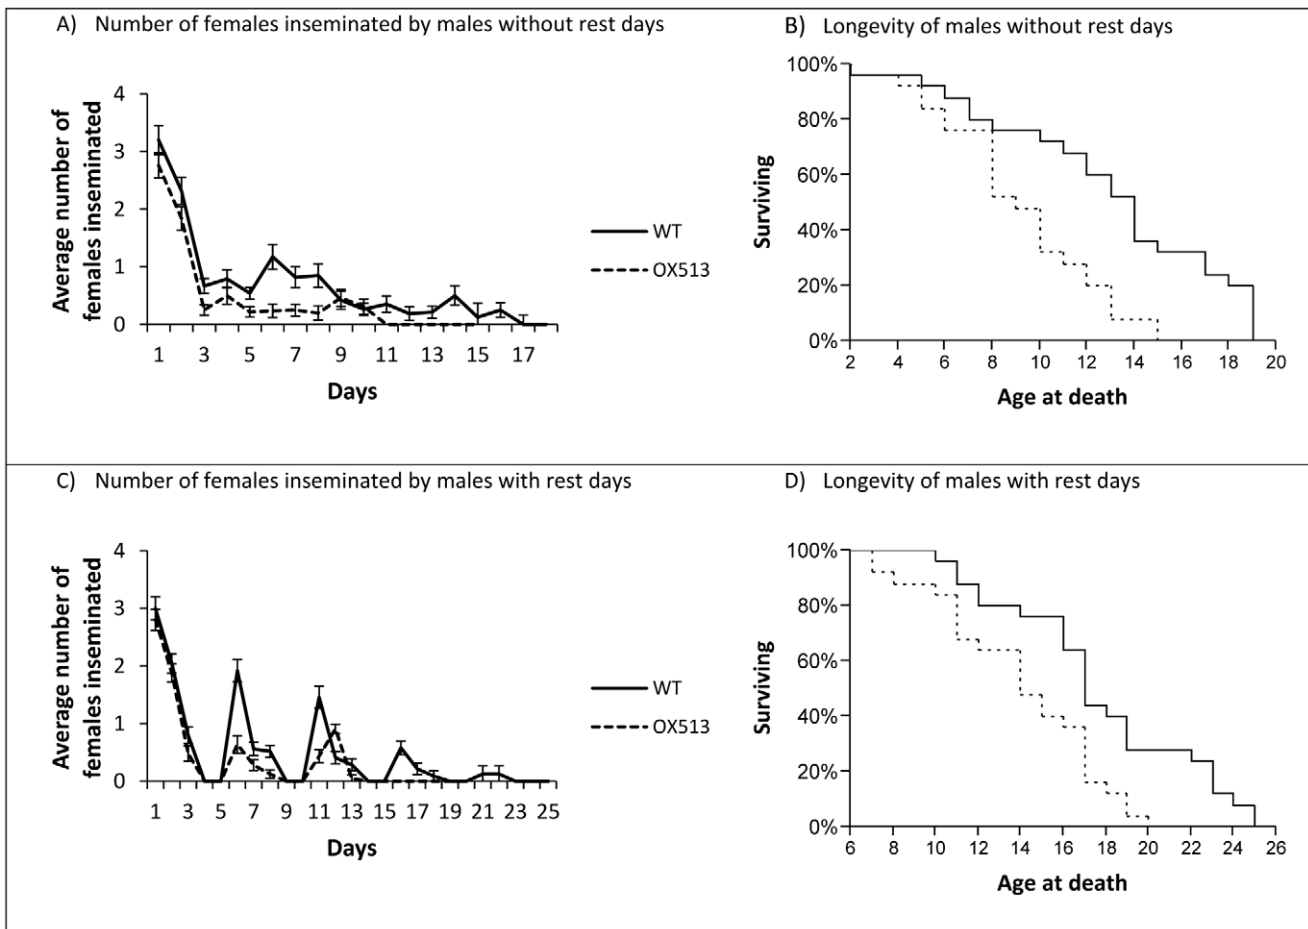 A) Number of females inseminated by males without rest days
Average number of
females inseminated
4
3
2
1
0
1 3 5 7 9 11 13 15 17
Days
WT
OX513
B) Longevity of males without rest days
Surviving
100%
80%
60%
40%
20%
0%
2 4 6 8 10 12 14 16 18 20
Age at death
C) Number of females inseminated by males with rest days
Average number of
females inseminated
4
3
2
1
0
1 3 5 7 9 11 13 15 17 19 21 23 25
Days
WT
OX513
D) Longevity of males with rest days
Surviving
100%
80%
60%
40%
20%
0%
6 8 10 12 14 16 18 20 22 24 26
Age at death